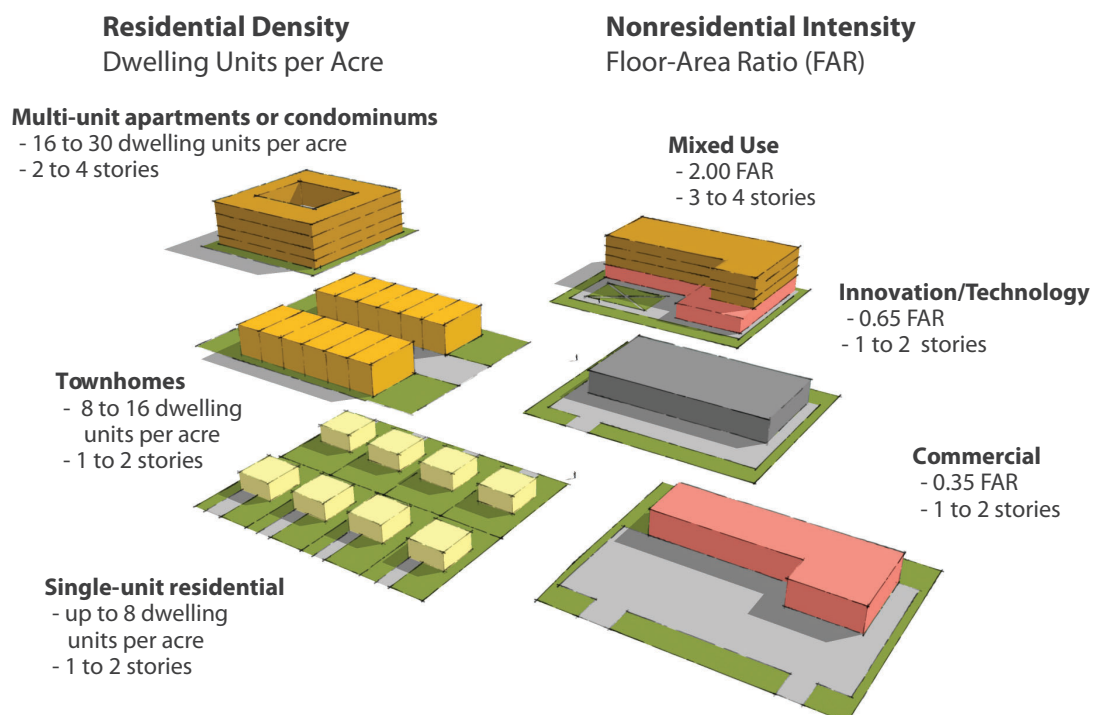 Residential Density
Dwelling Units per Acre
Multi-unit apartments or condominums
- 16 to 30 dwelling units per acre
- 2 to 4 stories
Townhomes
- 8 to 16 dwelling
units per acre
- 1 to 2 stories
Single-unit residential
- up to 8 dwelling
units per acre
- 1 to 2 stories
Nonresidential Intensity
Floor-Area Ratio (FAR)
Mixed Use
- 2.00 FAR
- 3 to 4 stories
Innovation/Technology
- 0.65 FAR
- 1 to 2 stories
Commercial
- 0.35 FAR
- 1 to 2 stories